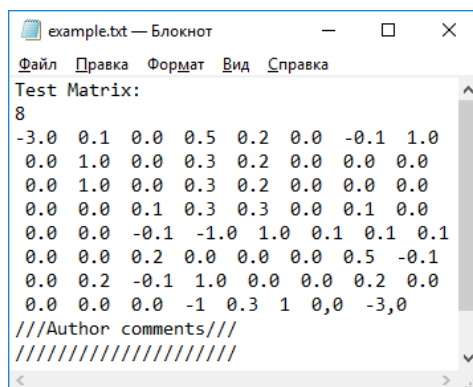 example.txt — Блокнот
Файл Правка Формат Вид Справка
Test Matrix:
8
-3.0 0.1 0.0 0.5 0.2 0.0 -0.1 1.0
0.0 1.0 0.0 0.3 0.2 0.0 0.0 0.0
0.0 1.0 0.0 0.3 0.2 0.0 0.0 0.0
0.0 0.0 0.1 0.3 0.3 0.0 0.1 0.0
0.0 0.0 -0.1 -1.0 1.0 0.1 0.1 0.1
0.0 0.0 0.2 0.0 0.0 0.0 0.5 -0.1
0.0 0.2 -0.1 1.0 0.0 0.0 0.2 0.0
0.0 0.0 0.0 -1 0.3 1 0,0 -3,0
///Author comments///
/////////////////////